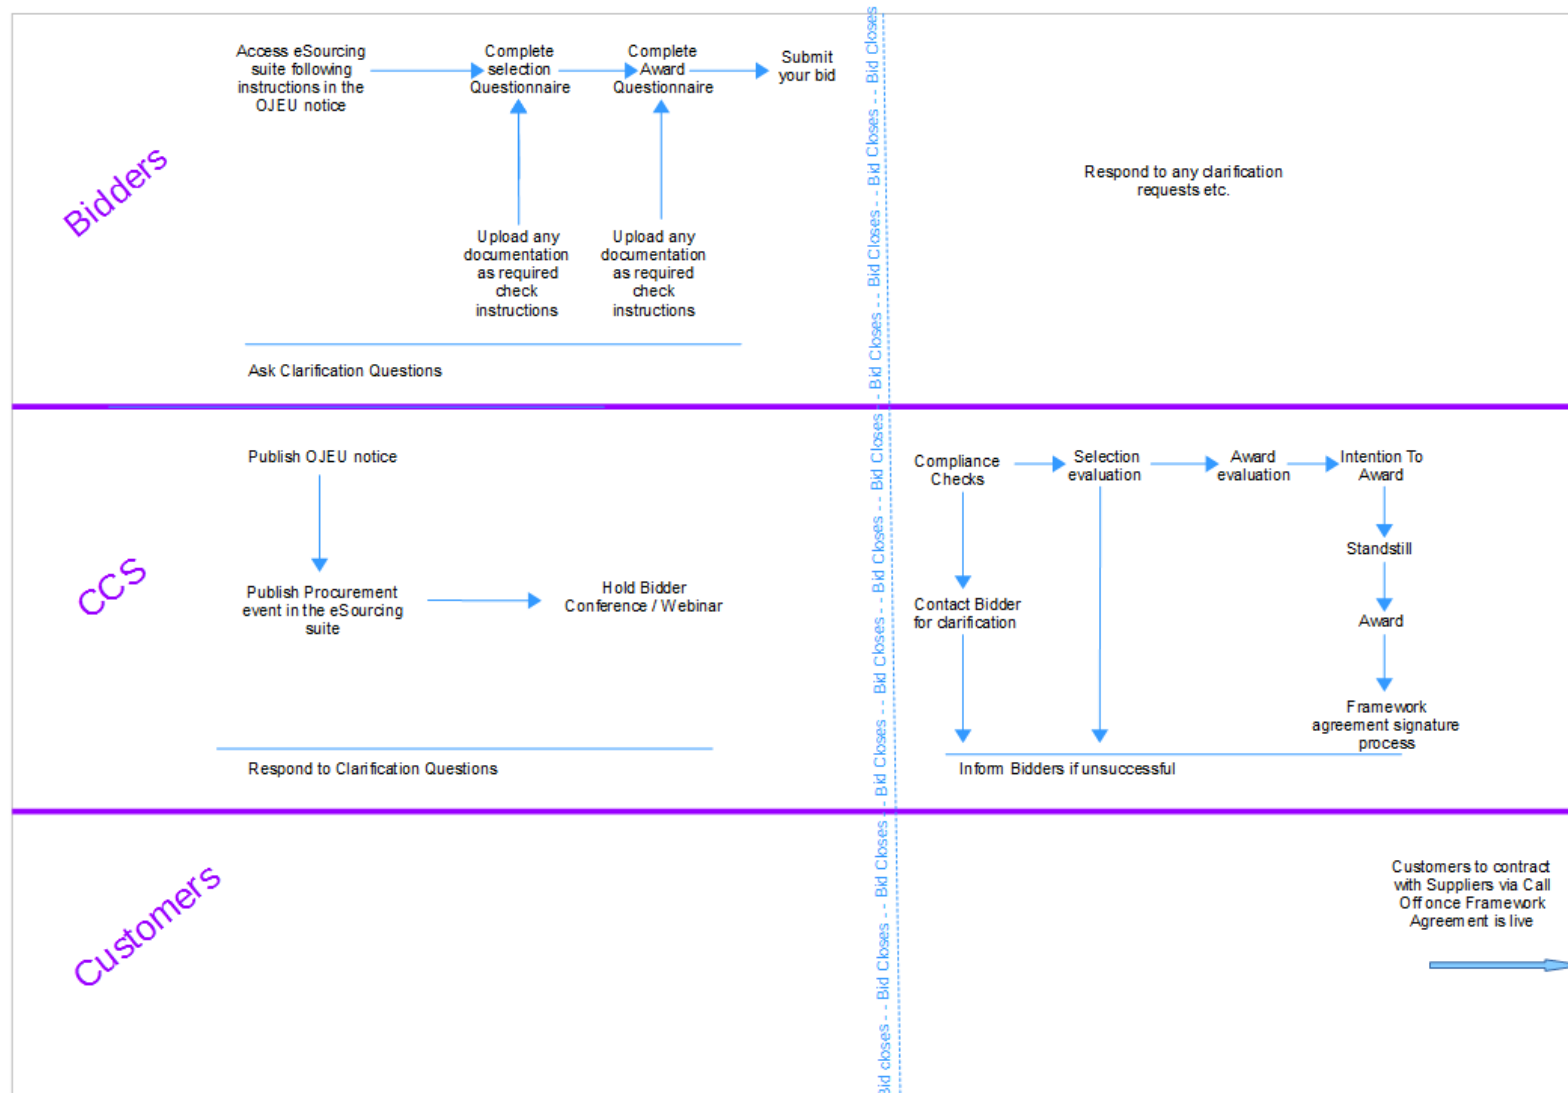 Access eSourcing
suite following
instructions in the
OJEU notice
Complete
selection
Questionnaire
Complete
Award
Questionnaire
Submit
your bid
Upload any
documentation
as required
check
instructions
Upload any
documentation
as required
check
instructions
Ask Clarification Questions
Bidders
Respond to any clarification
requests etc.
Bid closes - - Bid Closes - - Bid Closes - - Bid Closes - - Bid Closes - - Bid Closes - - Bid Closes - - Bid Closes - - Bid Closes - - Bid Closes - - Bid Closes - - Bid Closes
Publish OJEU notice
Publish Procurement
event in the eSourcing
suite
Hold Bidder
Conference / Webinar
Respond to Clarification Questions
CCS
Compliance
Checks
Selection
evaluation
Award
evaluation
Intention To
Award
Standstill
Award
Framework
agreement signature
process
Contact Bidder
for clarification
Inform Bidders if unsuccessful
Customers
Customers to contract
with Suppliers via Call
Off once Framework
Agreement is live